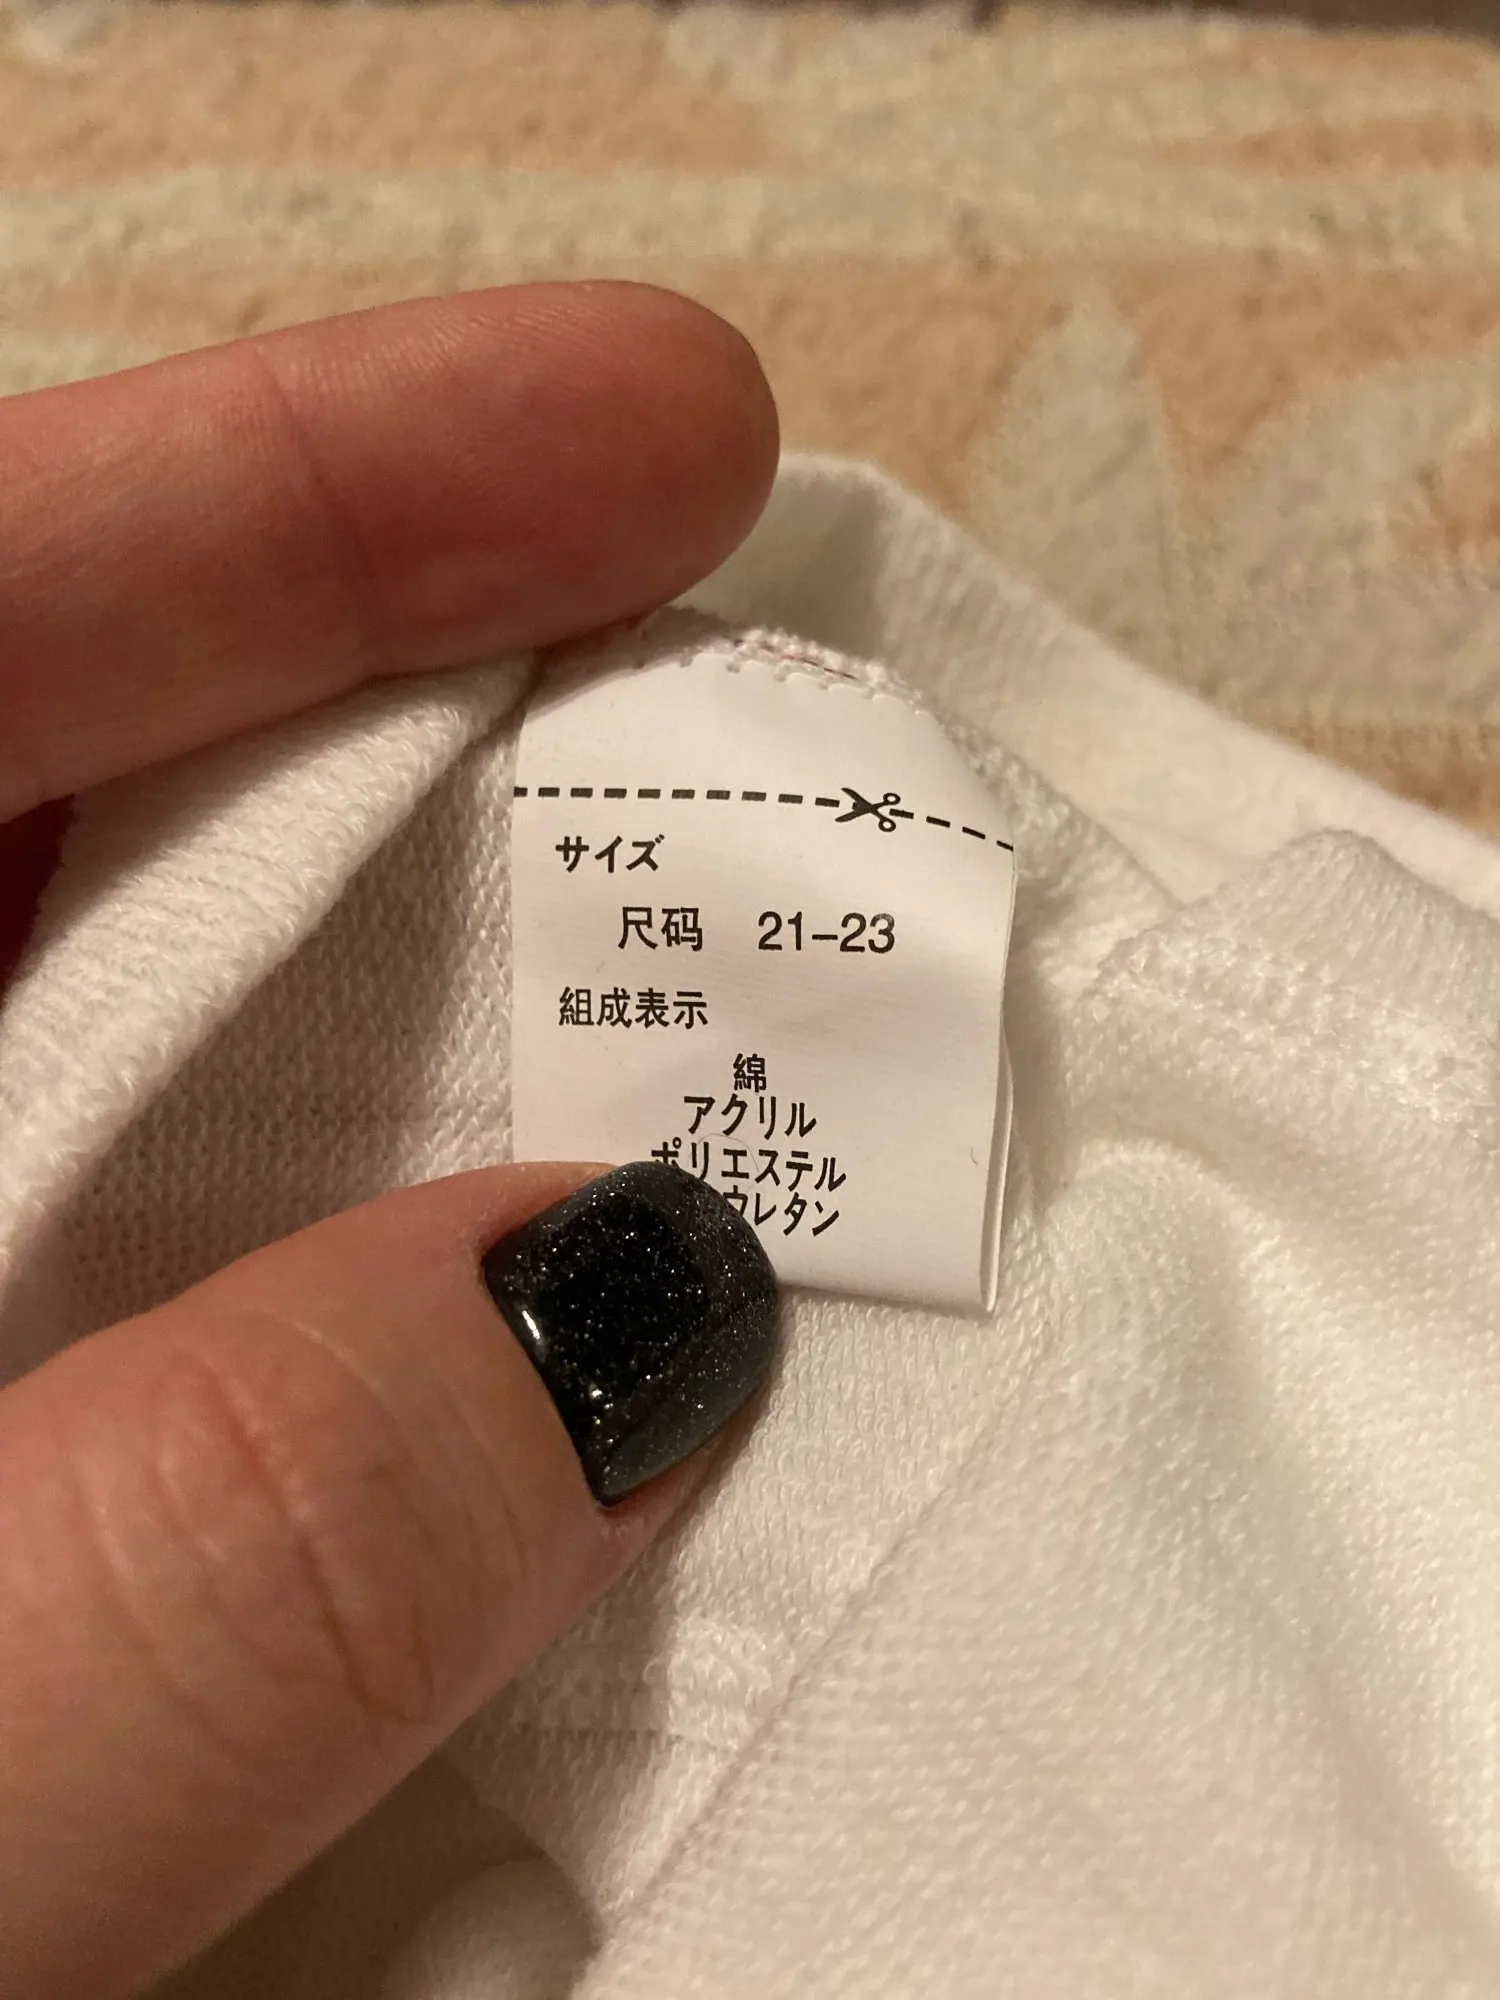 サイズ
尺码 21-23
組成表示
綿
アクリル
ポリエステル
ウレタン